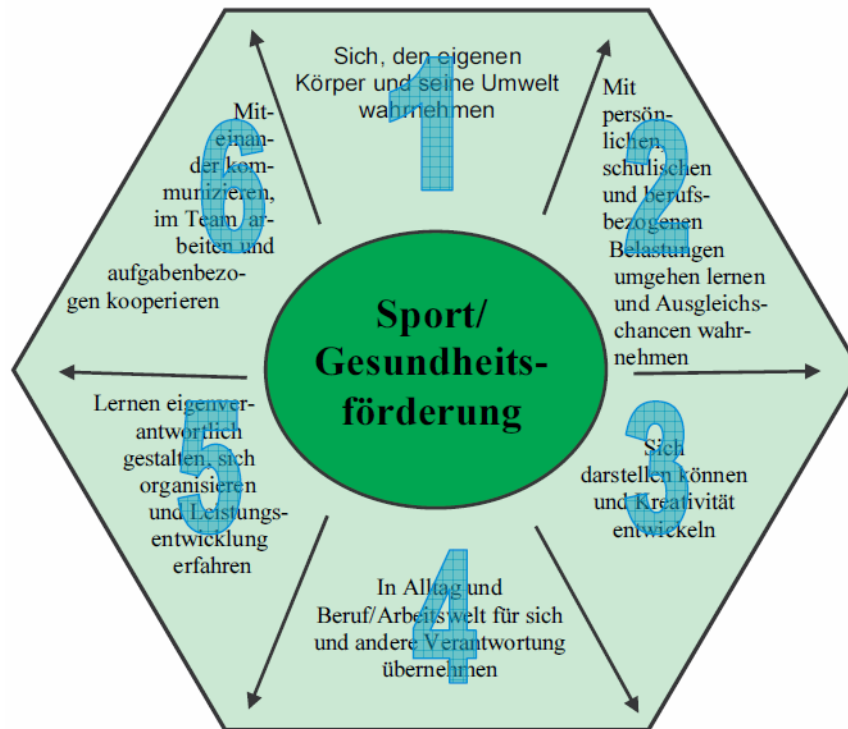 1
Sich, den eigenen
Körper und seine Umwelt
wahrnehmen
2
Mit
persön-
lichen,
schulischen
und berufs-
bezogenen
Belastungen
umgehen lernen
und Ausgleichs-
chancen wahr-
nehmen
3
Sich
darstellen können
und Kreativität
entwickeln
4
In Alltag und
Beruf/Arbeitswelt für sich
und andere Verantwortung
übernehmen
5
Lernen eigenver-
antwortlich
gestalten, sich
organisieren
und Leistungs-
entwicklung
erfahren
6
Mit-
einan-
der kom-
munizieren,
im Team ar-
beiten und
aufgabenbezo-
gen kooperieren
Sport/
Gesundheits-
förderung